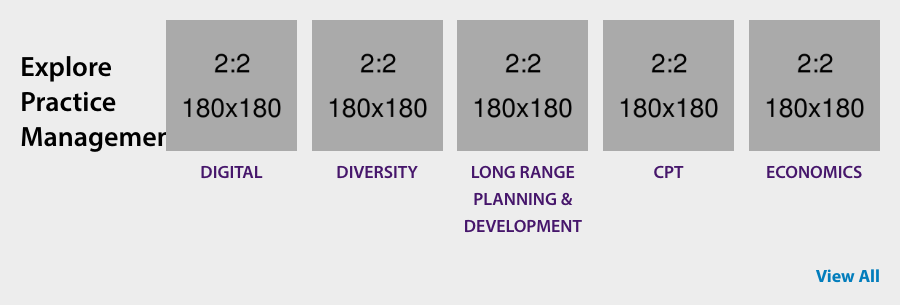 Explore
Practice
Managemen
2:2
180x180
2:2
180x180
2:2
180x180
2:2
180x180
2:2
180x180
DIGITAL
DIVERSITY
LONG RANGE
PLANNING &
DEVELOPMENT
CPT
ECONOMICS
View All